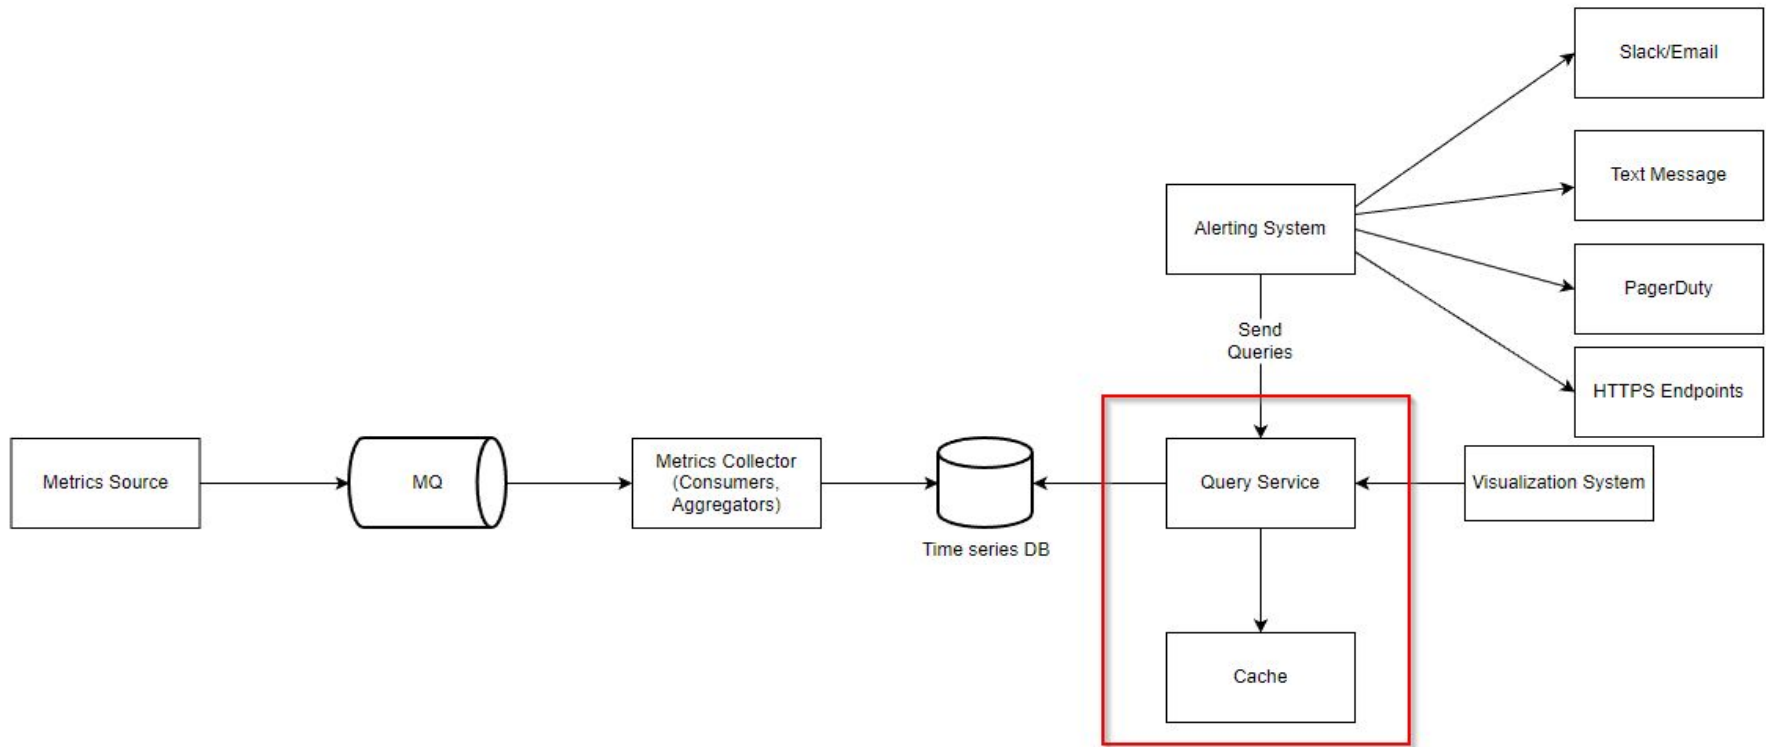 Slack/Email
Text Message
Alerting System
PagerDuty
Send
Queries
HTTPS Endpoints
Metrics Source
MQ
Metrics Collector
(Consumers,
Aggregators)
Time series DB
Query Service
Visualization System
Cache